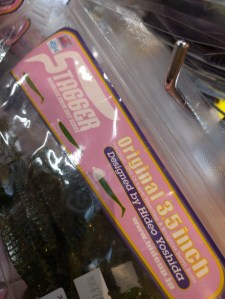 STAGGER
Original 3.5inch
Designed by Hideo Yoshida